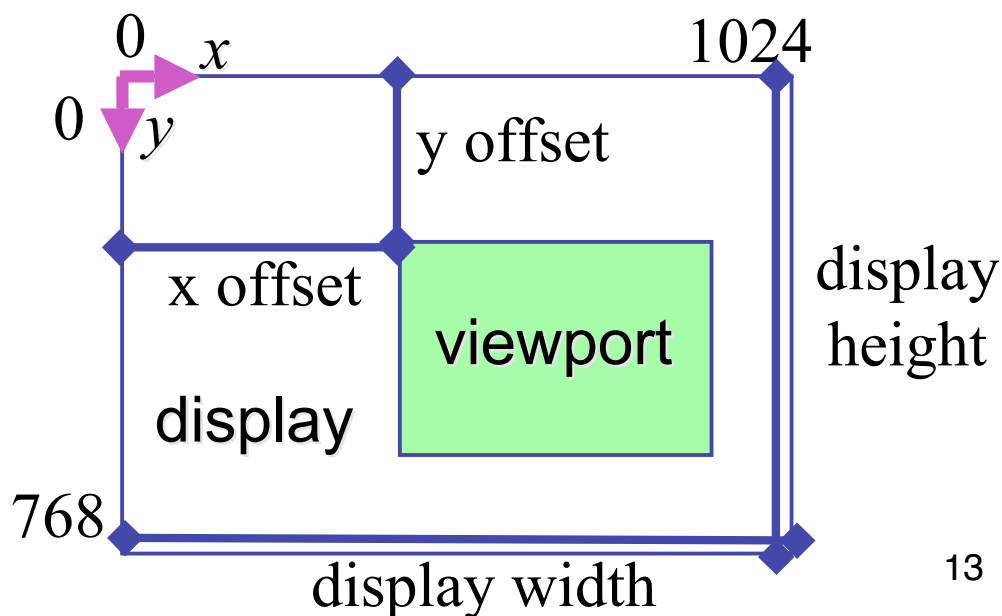 0
x
1024
0
y
y offset
x offset
display
height
viewport
display
768
display width
13